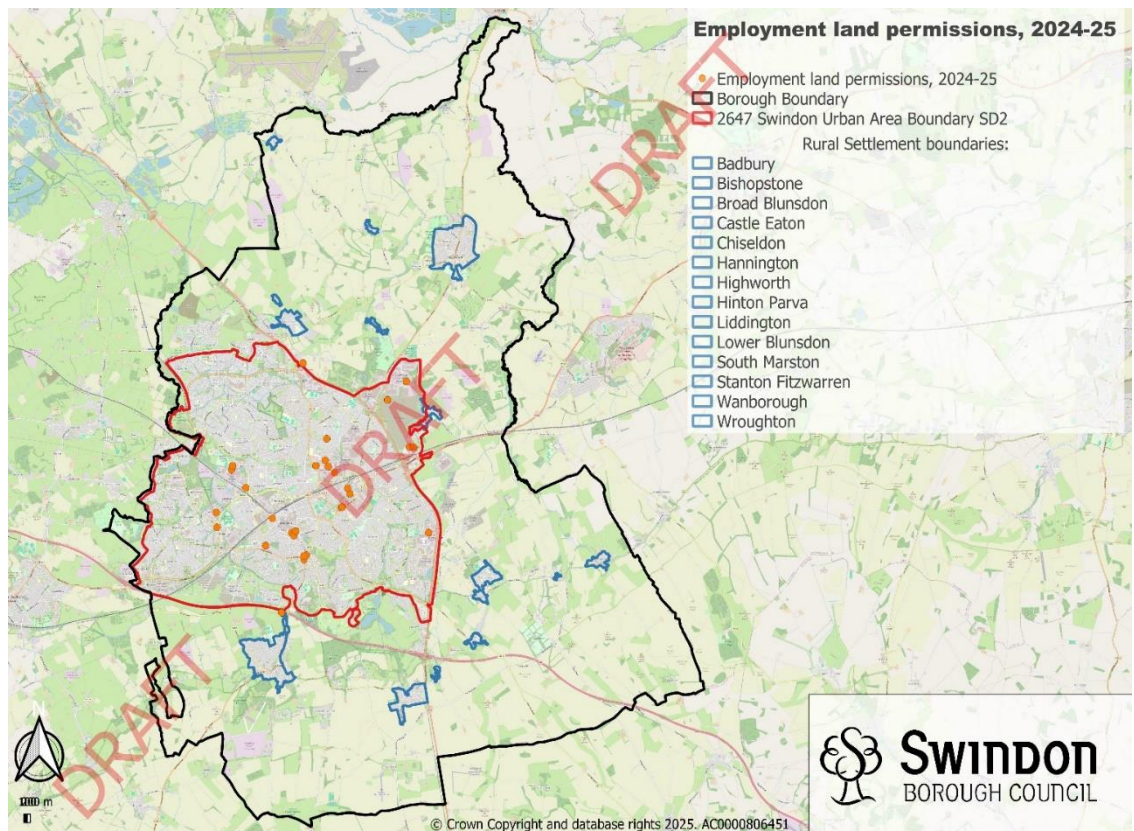 Employment land permissions, 2024-25
Employment land permissions, 2024-25
Borough Boundary
2647 Swindon Urban Area Boundary SD2
Rural Settlement boundaries:
Badbury
Bishopstone
Broad Blunsdon
Castle Eaton
Chiseldon
Hannington
Highworth
Hinton Parva
Liddington
Lower Blunsdon
South Marston
Stanton Fitzwarren
Wanborough
Wroughton
DRAFT
DRAFT
DRAFT
N
m
SWINDON
BOROUGH COUNCIL
© Crown Copyright and database rights 2025. AC0000806451